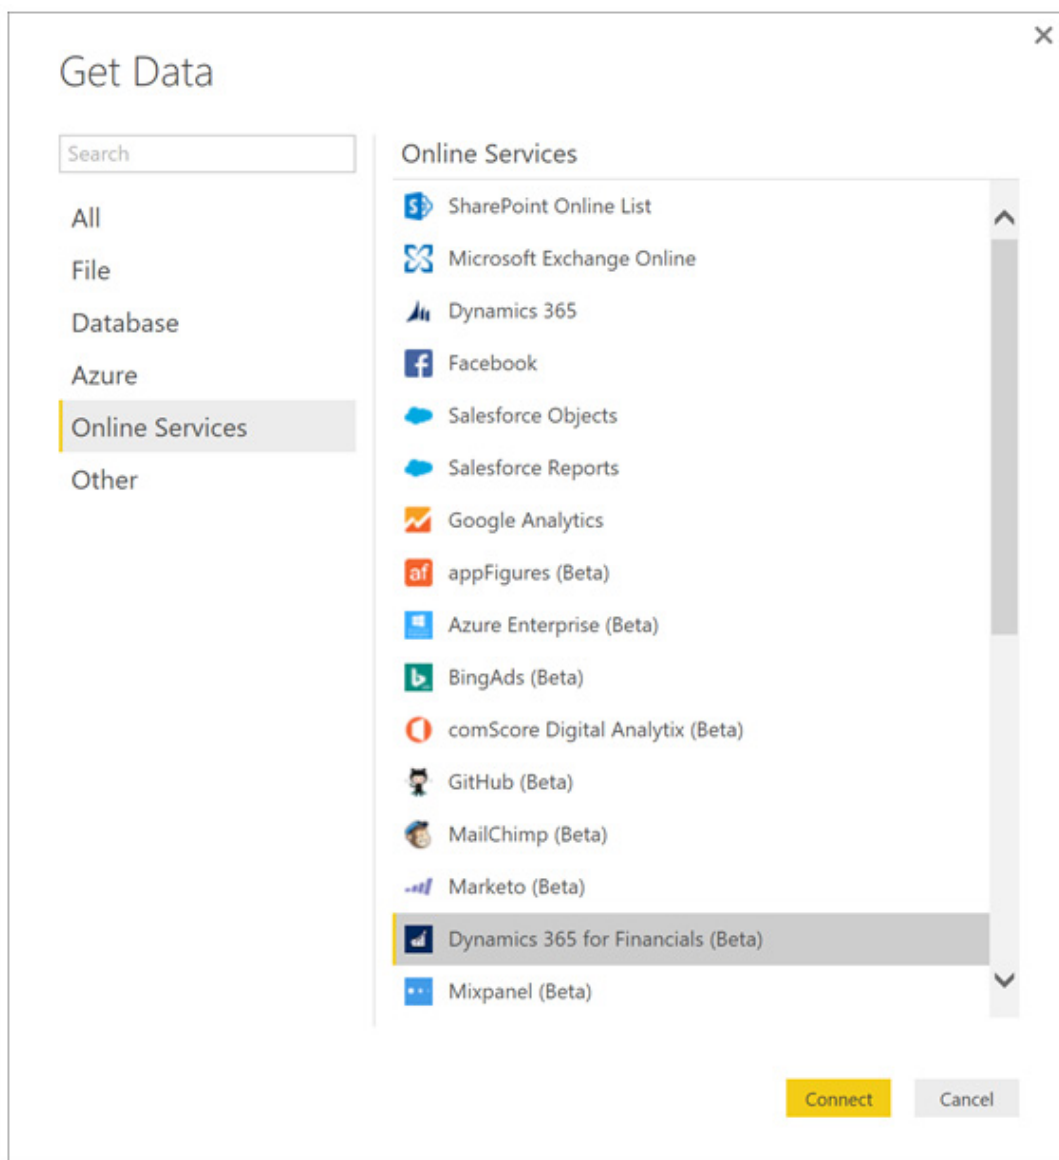 Get Data
Search
All
File
Database
Azure
Online Services
Other
Online Services
SharePoint Online List
Microsoft Exchange Online
Dynamics 365
Facebook
Salesforce Objects
Salesforce Reports
Google Analytics
af appFigures (Beta)
Azure Enterprise (Beta)
BingAds (Beta)
comScore Digital Analytix (Beta)
GitHub (Beta)
MailChimp (Beta)
Marketo (Beta)
Dynamics 365 for Financials (Beta)
Mixpanel (Beta)
Connect Cancel